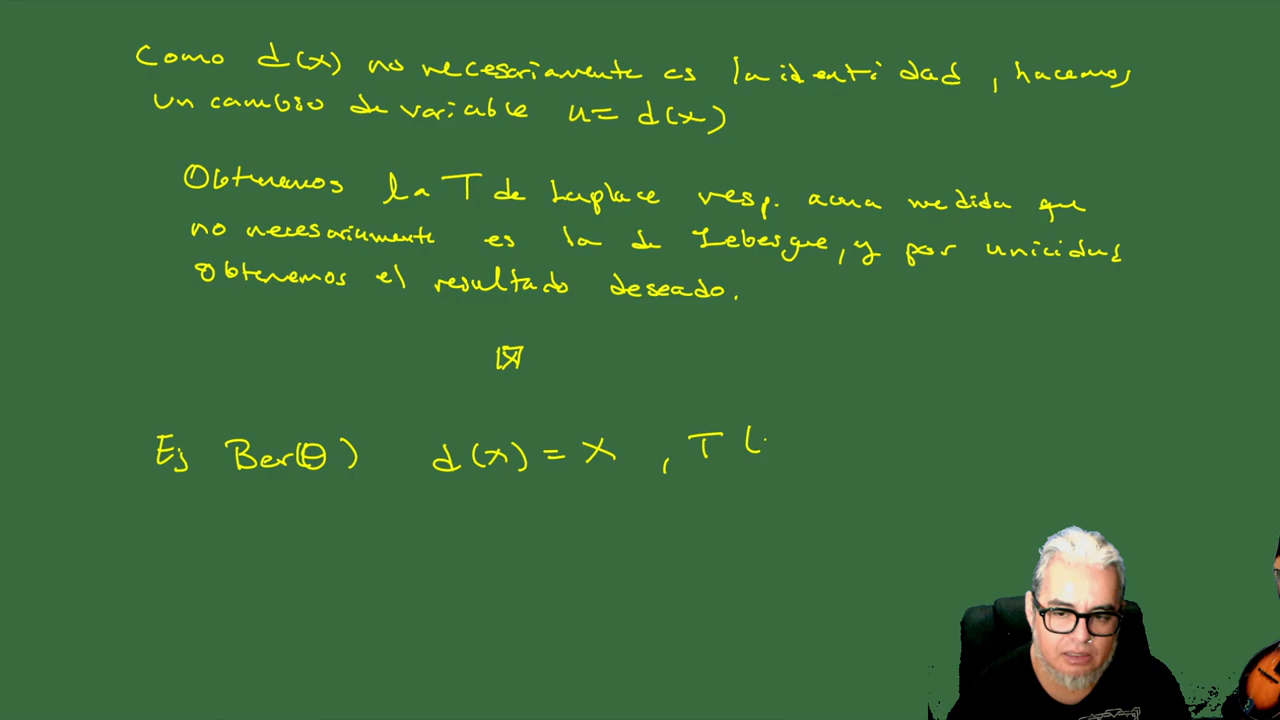 Como d(x) no necesariamente es la identidad, hacemos
un cambio de variable u = d(x)
Obtenemos la T de Laplace resp. a una medida que
no necesariamente es la de Lebesgue, y por unicidad
obtenemos el resultado deseado.
Ej Ber(θ) d(x) = X , T (